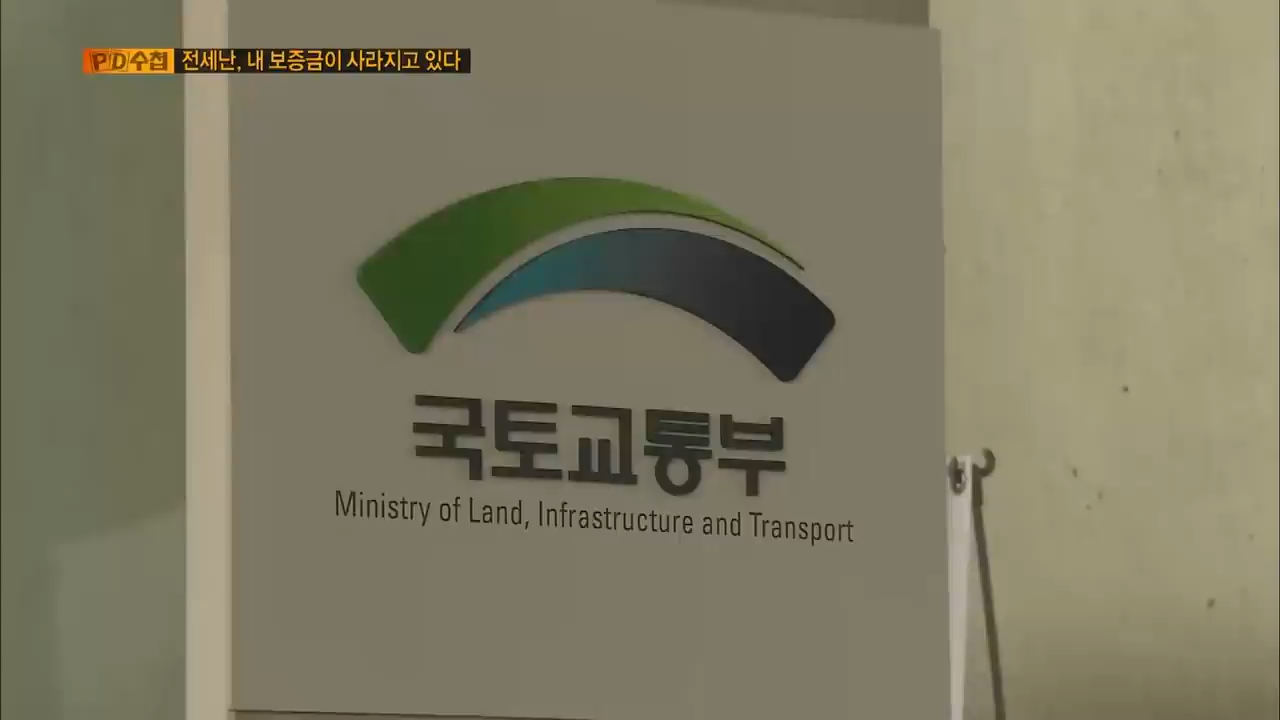 PD수첩 전세난, 내 보증금이 사라지고 있다
국토교통부
Ministry of Land, Infrastructure and Transport